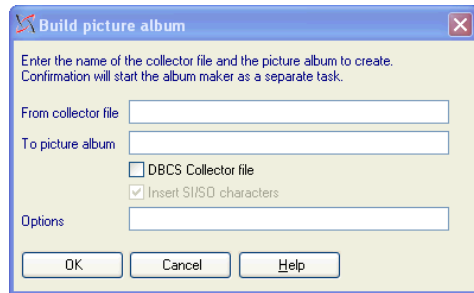 Build picture album
Enter the name of the collector file and the picture album to create.
Confirmation will start the album maker as a separate task.
From collector file
To picture album
DBCS Collector file
Insert SI/SO characters
Options
OK Cancel Help